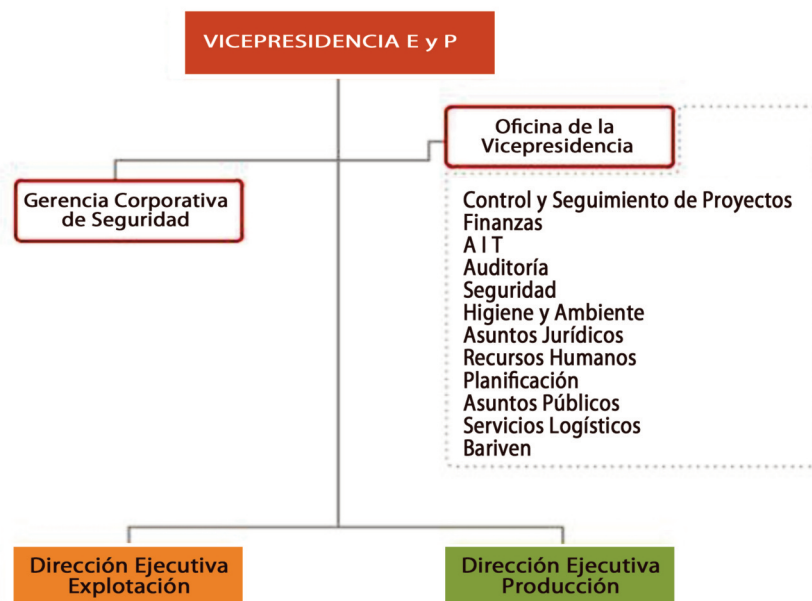 VICEPRESIDENCIA E y P
Oficina de la
Vicepresidencia
Gerencia Corporativa
de Seguridad
Control y Seguimiento de Proyectos
Finanzas
A I T
Auditoría
Seguridad
Higiene y Ambiente
Asuntos Jurídicos
Recursos Humanos
Planificación
Asuntos Públicos
Servicios Logísticos
Bariven
Dirección Ejecutiva
Explotación
Dirección Ejecutiva
Producción